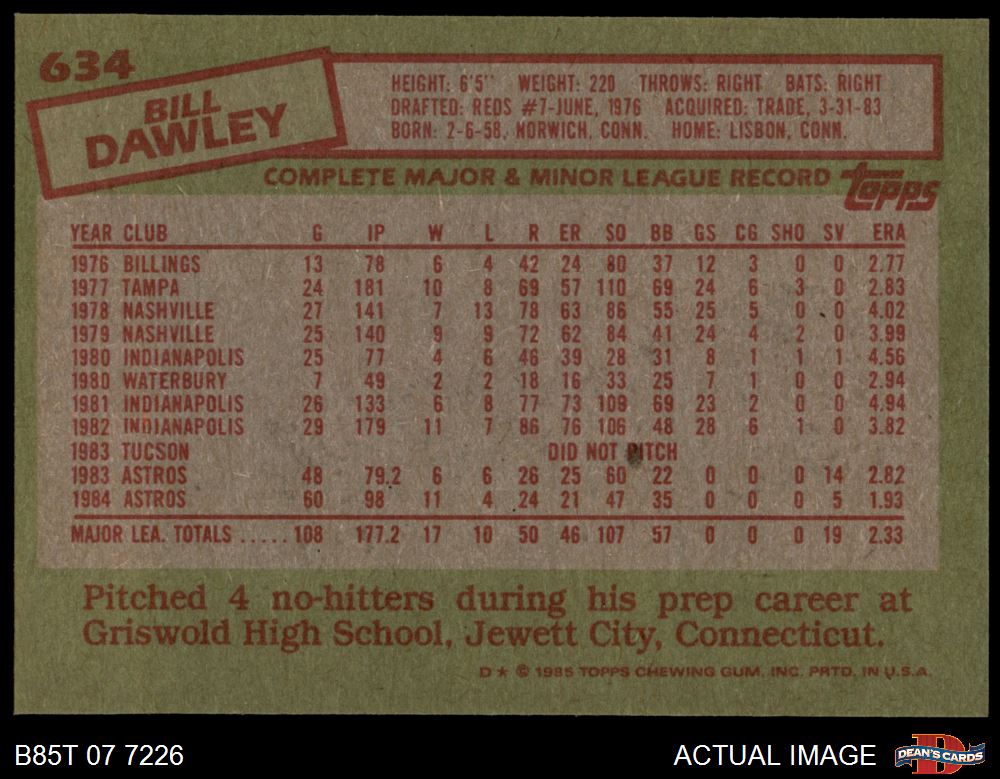 634
BILL
DAWLEY
HEIGHT: 6'5" WEIGHT: 220 THROWS: RIGHT BATS: RIGHT
DRAFTED: REDS #7-JUNE, 1976 ACQUIRED: TRADE, 3-31-83
BORN: 2-6-58, NORWICH, CONN. HOME: LISBON, CONN.
COMPLETE MAJOR & MINOR LEAGUE RECORD topps
YEAR CLUB G IP W L R ER SO BB GS CG SHO SV ERA
1976 BILLINGS 13 78 6 4 42 24 80 37 12 3 0 0 2.77
1977 TAMPA 24 181 10 8 69 57 110 69 24 6 3 0 2.83
1978 NASHVILLE 27 141 7 13 78 63 86 55 25 5 0 0 4.02
1979 NASHVILLE 25 140 9 9 72 62 84 41 24 4 2 0 3.99
1980 INDIANAPOLIS 25 77 4 6 46 39 28 31 8 1 1 1 4.56
1980 WATERBURY 7 49 2 2 18 16 33 25 7 1 0 0 2.94
1981 INDIANAPOLIS 26 133 6 8 77 73 109 69 23 2 0 0 4.94
1982 INDIANAPOLIS 29 179 11 7 86 76 106 48 28 6 1 0 3.82
1983 TUCSON DID NOT PITCH
1983 ASTROS 48 79.2 6 6 26 25 60 22 0 0 0 14 2.82
1984 ASTROS 60 98 11 4 24 21 47 35 0 0 0 5 1.93
MAJOR LEA. TOTALS ..... 108 177.2 17 10 50 46 107 57 0 0 0 19 2.33
Pitched 4 no-hitters during his prep career at
Griswold High School, Jewett City, Connecticut.
D★ © 1985 TOPPS CHEWING GUM, INC. PRTD. IN U.S.A.
B85T 07 7226 ACTUAL IMAGE DEAN'S CARDS